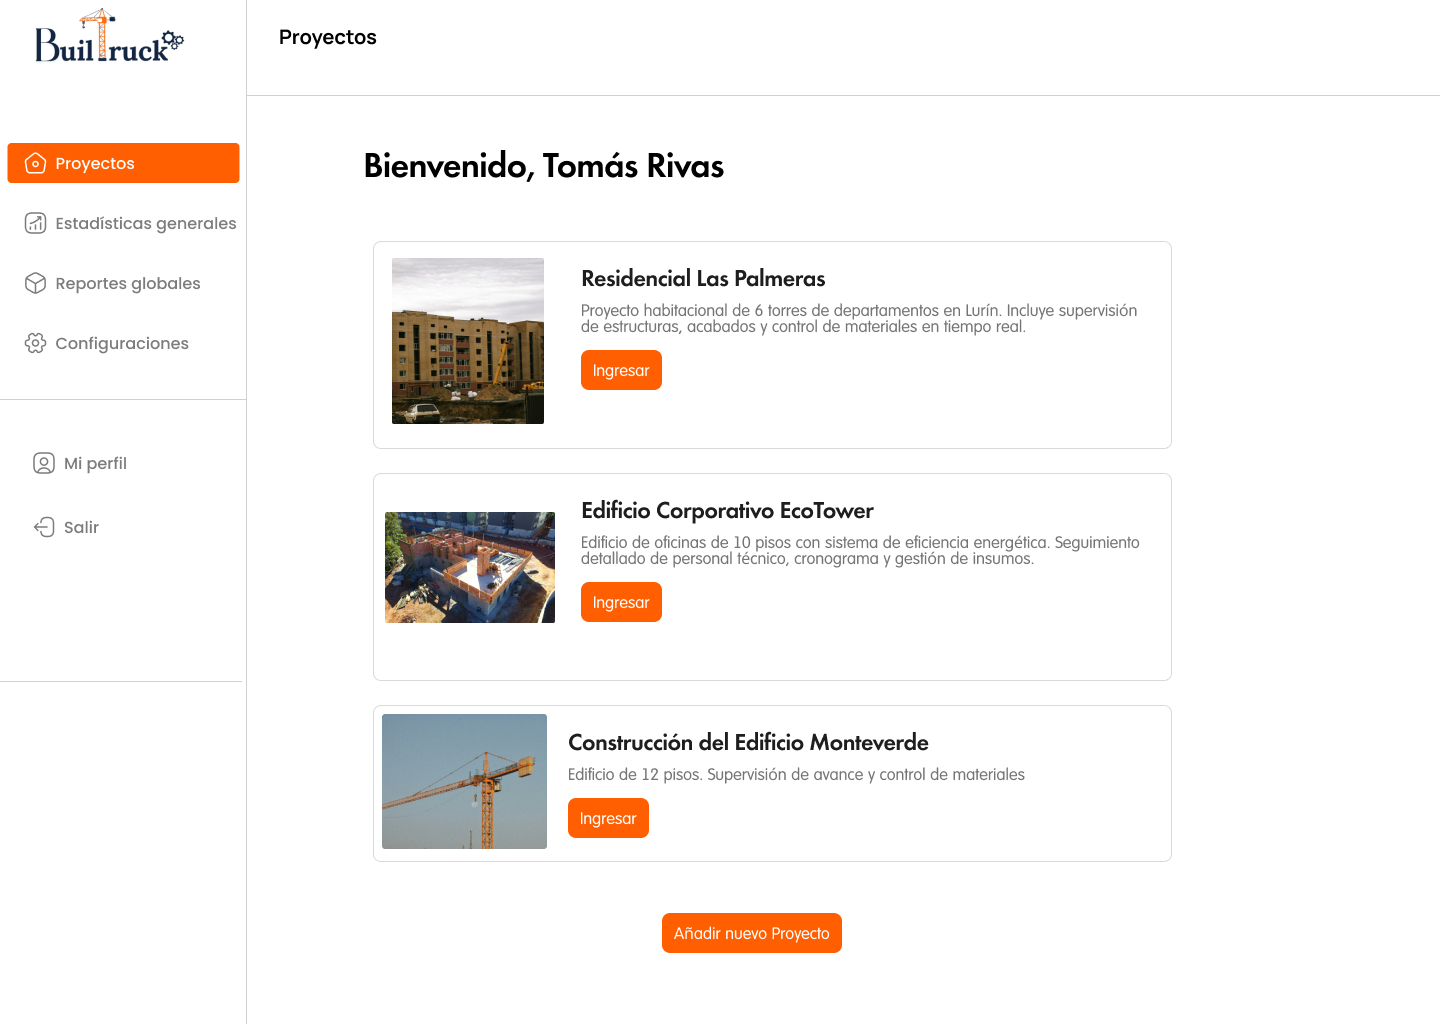 BuilTruck
Proyectos
Proyectos
Estadísticas generales
Reportes globales
Configuraciones
Mi perfil
Salir
Bienvenido, Tomás Rivas
Residencial Las Palmeras
Proyecto habitacional de 6 torres de departamentos en Lurín. Incluye supervisión
de estructuras, acabados y control de materiales en tiempo real.
Ingresar
Edificio Corporativo EcoTower
Edificio de oficinas de 10 pisos con sistema de eficiencia energética. Seguimiento
detallado de personal técnico, cronograma y gestión de insumos.
Ingresar
Construcción del Edificio Monteverde
Edificio de 12 pisos. Supervisión de avance y control de materiales
Ingresar
Añadir nuevo Proyecto